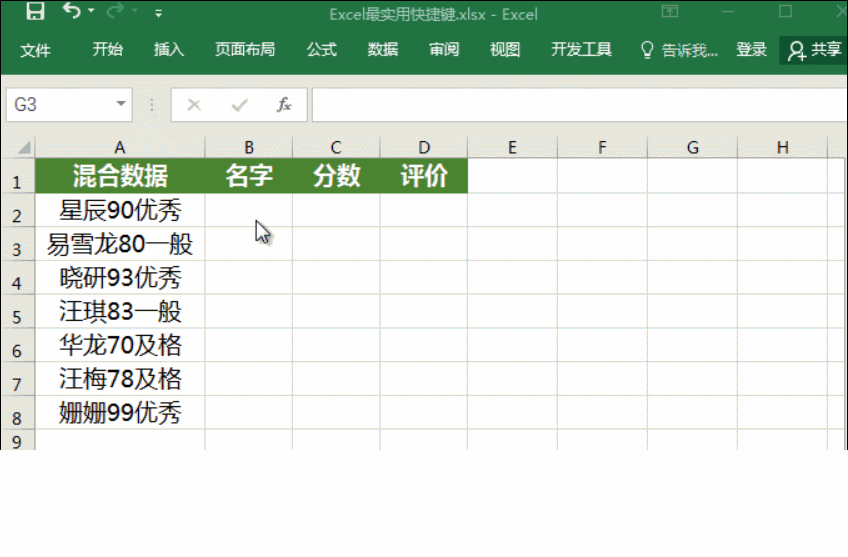 Excel最实用快捷键.xlsx - Excel
文件 开始 插入 页面布局 公式 数据 审阅 视图 开发工具 告诉我... 登录 共享
G3 fx
A B C D E F G H
1 混合数据 名字 分数 评价
2 星辰90优秀
3 易雪龙80一般
4 晓研93优秀
5 汪琪83一般
6 华龙70及格
7 汪梅78及格
8 姗姗99优秀
9